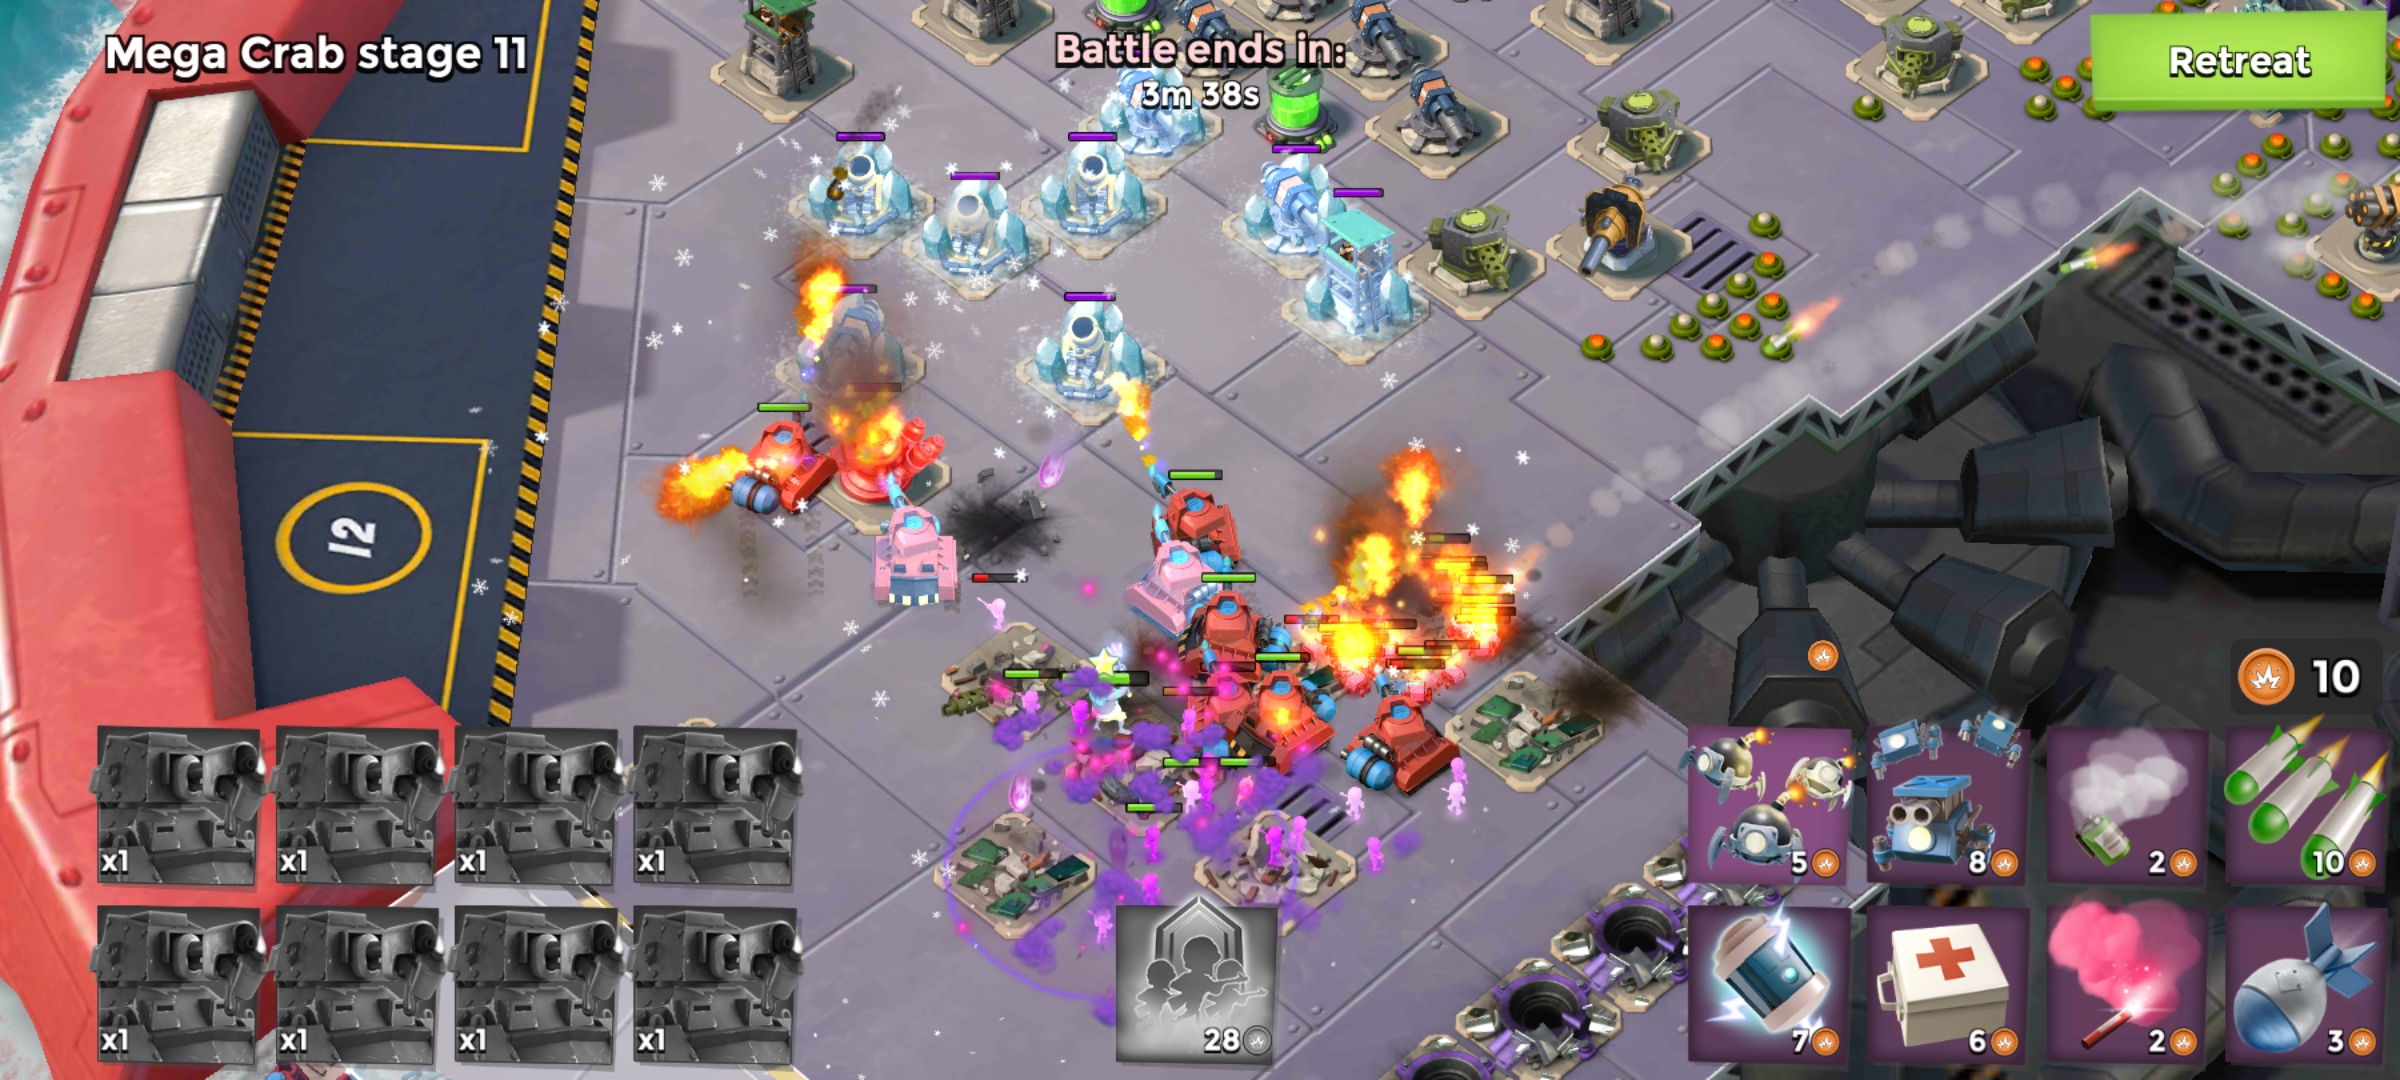 Mega Crab stage 11
Battle ends in:
3m 38s
Retreat
12
10
x1
x1
x1
x1
5
8
2
10
x1
x1
x1
x1
28
7
6
2
3